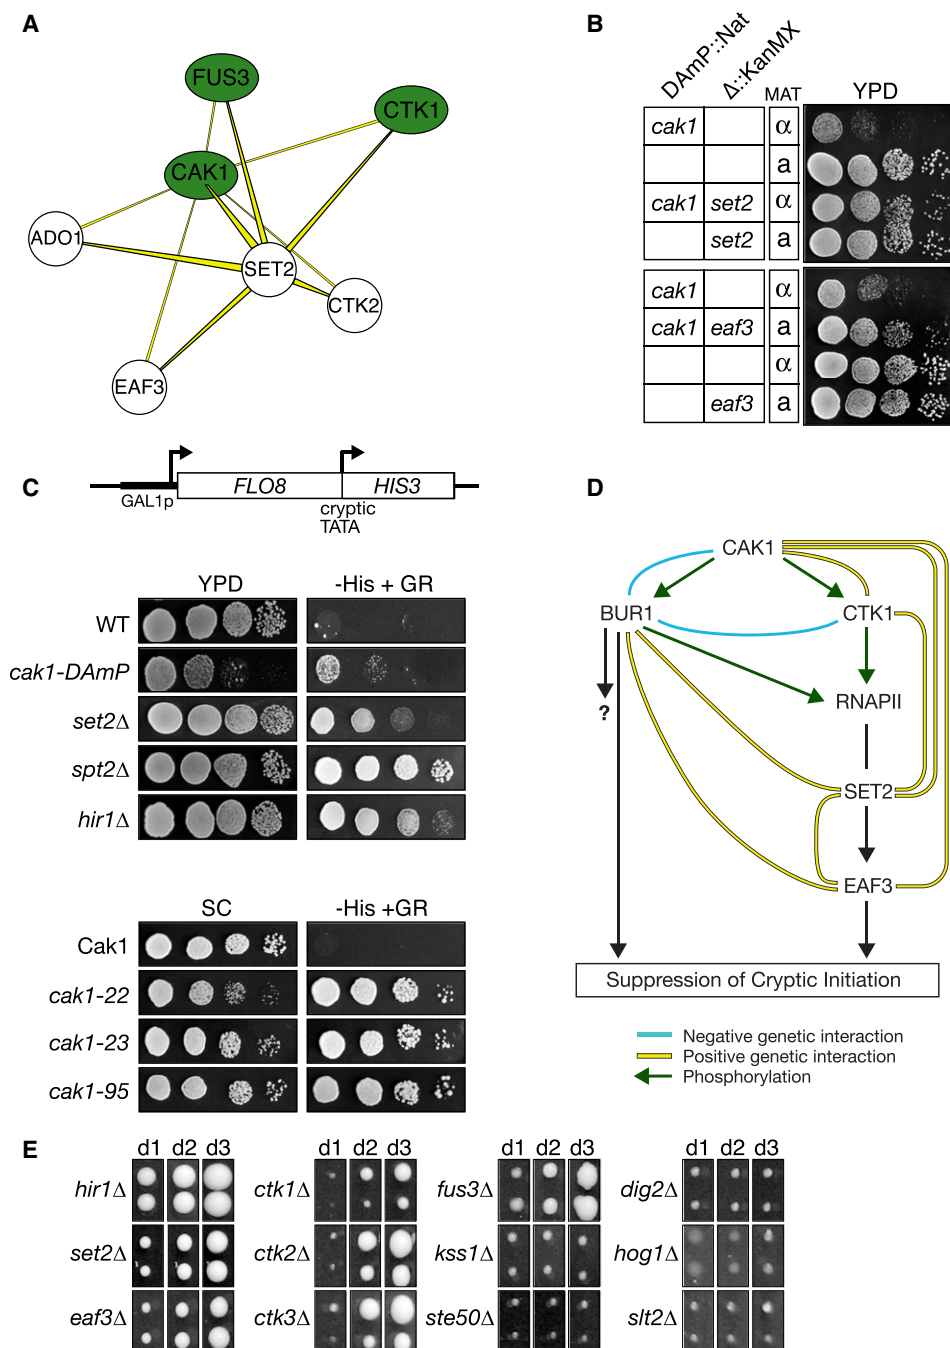 A
FUS3
CTK1
CAK1
ADO1
SET2
CTK2
EAF3
B
DAmP::Nat
Δ::KanMX
MAT
YPD
cak1 α
a
cak1 set2 α
set2 a
cak1 α
cak1 eaf3 a
α
eaf3 a
C
GAL1p
FLO8
HIS3
cryptic
TATA
YPD -His + GR
WT
cak1-DAmP
set2Δ
spt2Δ
hir1Δ
SC -His +GR
Cak1
cak1-22
cak1-23
cak1-95
D
CAK1
BUR1
CTK1
?
RNAPII
SET2
EAF3
Suppression of Cryptic Initiation
Negative genetic interaction
Positive genetic interaction
Phosphorylation
E
d1 d2 d3 d1 d2 d3 d1 d2 d3 d1 d2 d3
hir1Δ ctk1Δ fus3Δ dig2Δ
set2Δ ctk2Δ kss1Δ hog1Δ
eaf3Δ ctk3Δ ste50Δ slt2Δ